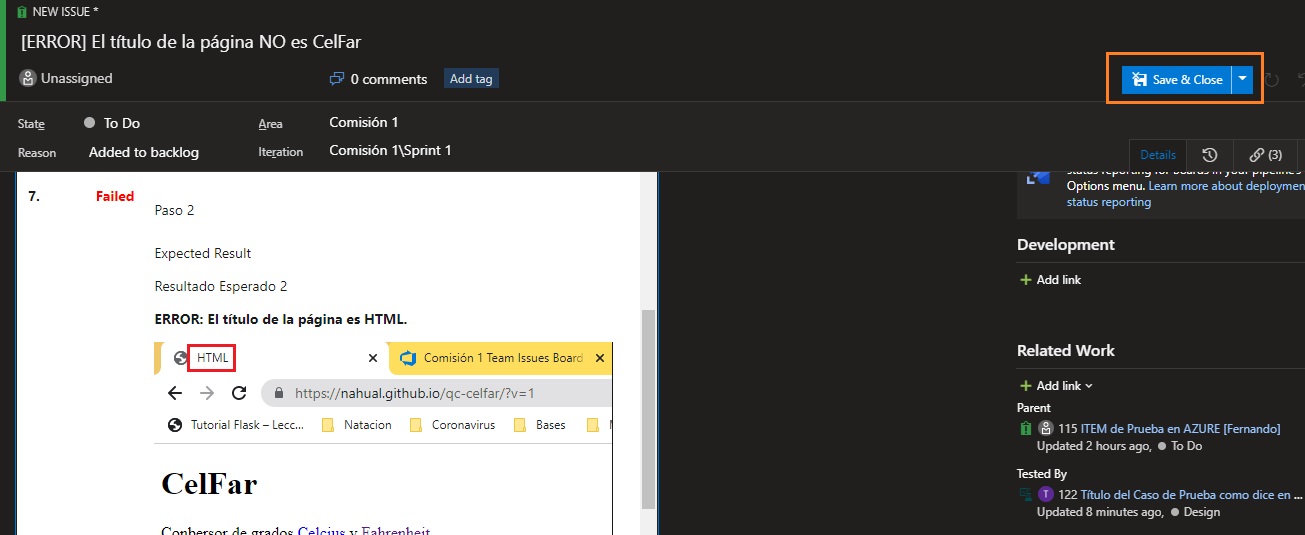 NEW ISSUE *
[ERROR] El título de la página NO es CelFar
Unassigned
0 comments
Add tag
Save & Close
State
To Do
Area
Comisión 1
Reason
Added to backlog
Iteration
Comisión 1\Sprint 1
Details
(3)
7.
Failed
Paso 2
Expected Result
Resultado Esperado 2
ERROR: El título de la página es HTML.
HTML
Comisión 1 Team Issues Board
https://nahual.github.io/qc-celfar/?v=1
Tutorial Flask – Lecc...
Natacion
Coronavirus
Bases
CelFar
Conbersor de grados Celcius y Fahrenheit
status reporting for boards in your pipeline's
Options menu. Learn more about deployment
status reporting
Development
Add link
Related Work
Add link
Parent
115 ITEM de Prueba en AZURE [Fernando]
Updated 2 hours ago,
To Do
Tested By
T
122 Título del Caso de Prueba como dice en ...
Updated 8 minutes ago,
Design